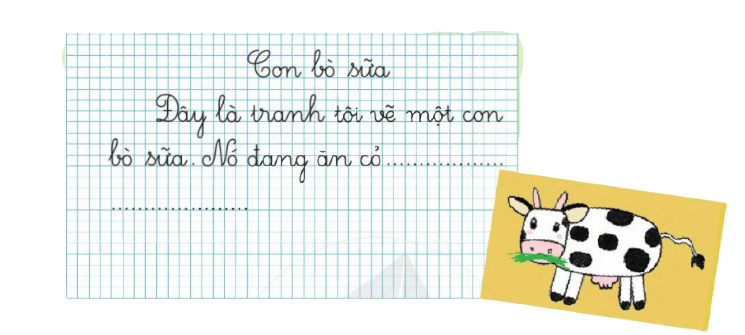 Con bò sữa
Đây là tranh tôi vẽ một con
bò sữa. Nó đang ăn cỏ..................
.....................